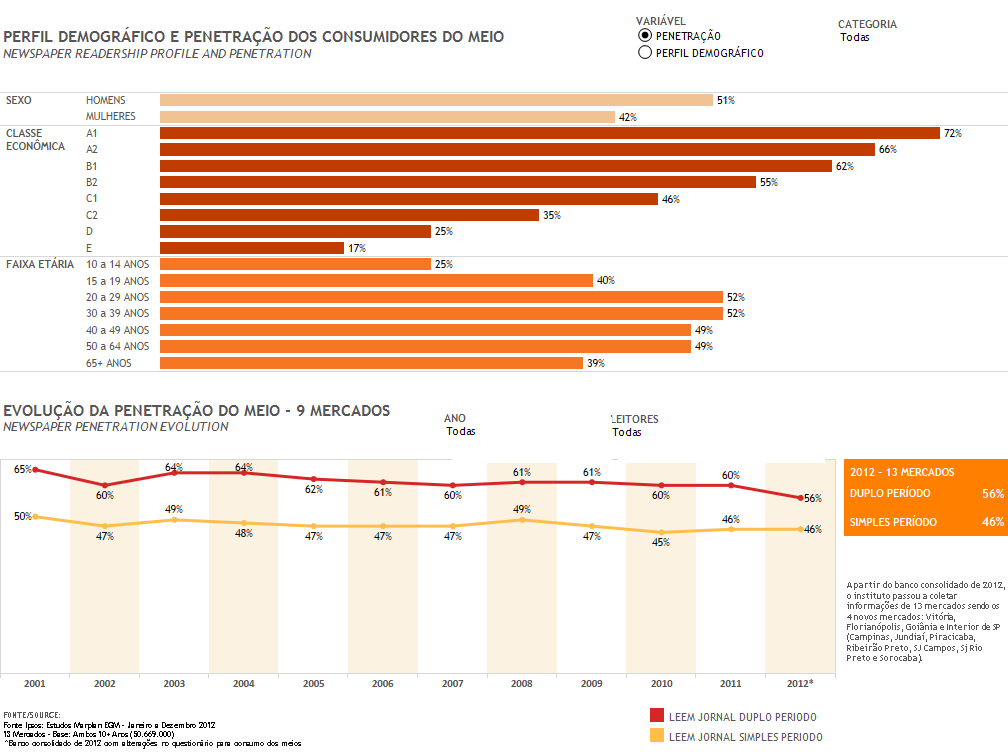 PERFIL DEMOGRÁFICO E PENETRAÇÃO DOS CONSUMIDORES DO MEIO
NEWSPAPER READERSHIP PROFILE AND PENETRATION
VARIÁVEL
PENETRAÇÃO
PERFIL DEMOGRÁFICO
CATEGORIA
Todas
SEXO HOMENS 51%
MULHERES 42%
CLASSE ECONÔMICA A1 72%
A2 66%
B1 62%
B2 55%
C1 46%
C2 35%
D 25%
E 17%
FAIXA ETÁRIA 10 a 14 ANOS 25%
15 a 19 ANOS 40%
20 a 29 ANOS 52%
30 a 39 ANOS 52%
40 a 49 ANOS 49%
50 a 64 ANOS 49%
65+ ANOS 39%
EVOLUÇÃO DA PENETRAÇÃO DO MEIO - 9 MERCADOS
NEWSPAPER PENETRATION EVOLUTION
ANO
Todas
LEITORES
Todas
65% 60% 64% 64% 62% 61% 60% 61% 61% 60% 60% 56%
50% 47% 49% 48% 47% 47% 47% 49% 47% 45% 46% 46%
2001 2002 2003 2004 2005 2006 2007 2008 2009 2010 2011 2012*
2012 - 13 MERCADOS
DUPLO PERÍODO 56%
SIMPLES PERÍODO 46%
A partir do banco consolidado de 2012,
o instituto passou a coletar
informações de 13 mercados sendo os
4 novos mercados: Vitória,
Florianópolis, Goiânia e Interior de SP
(Campinas, Jundiaí, Piracicaba,
Ribeirão Preto, SJ Campos, Sj Rio
Preto e Sorocaba).
FONTE/SOURCE:
Fonte Ipsos: Estudos Marplan EGM - Janeiro a Dezembro 2012
13 Mercados - Base: Ambos 10+ Anos (50.669.000)
*Banco consolidado de 2012 com alterações no questionário para consumo dos meios
LEEM JORNAL DUPLO PERIODO
LEEM JORNAL SIMPLES PERIODO